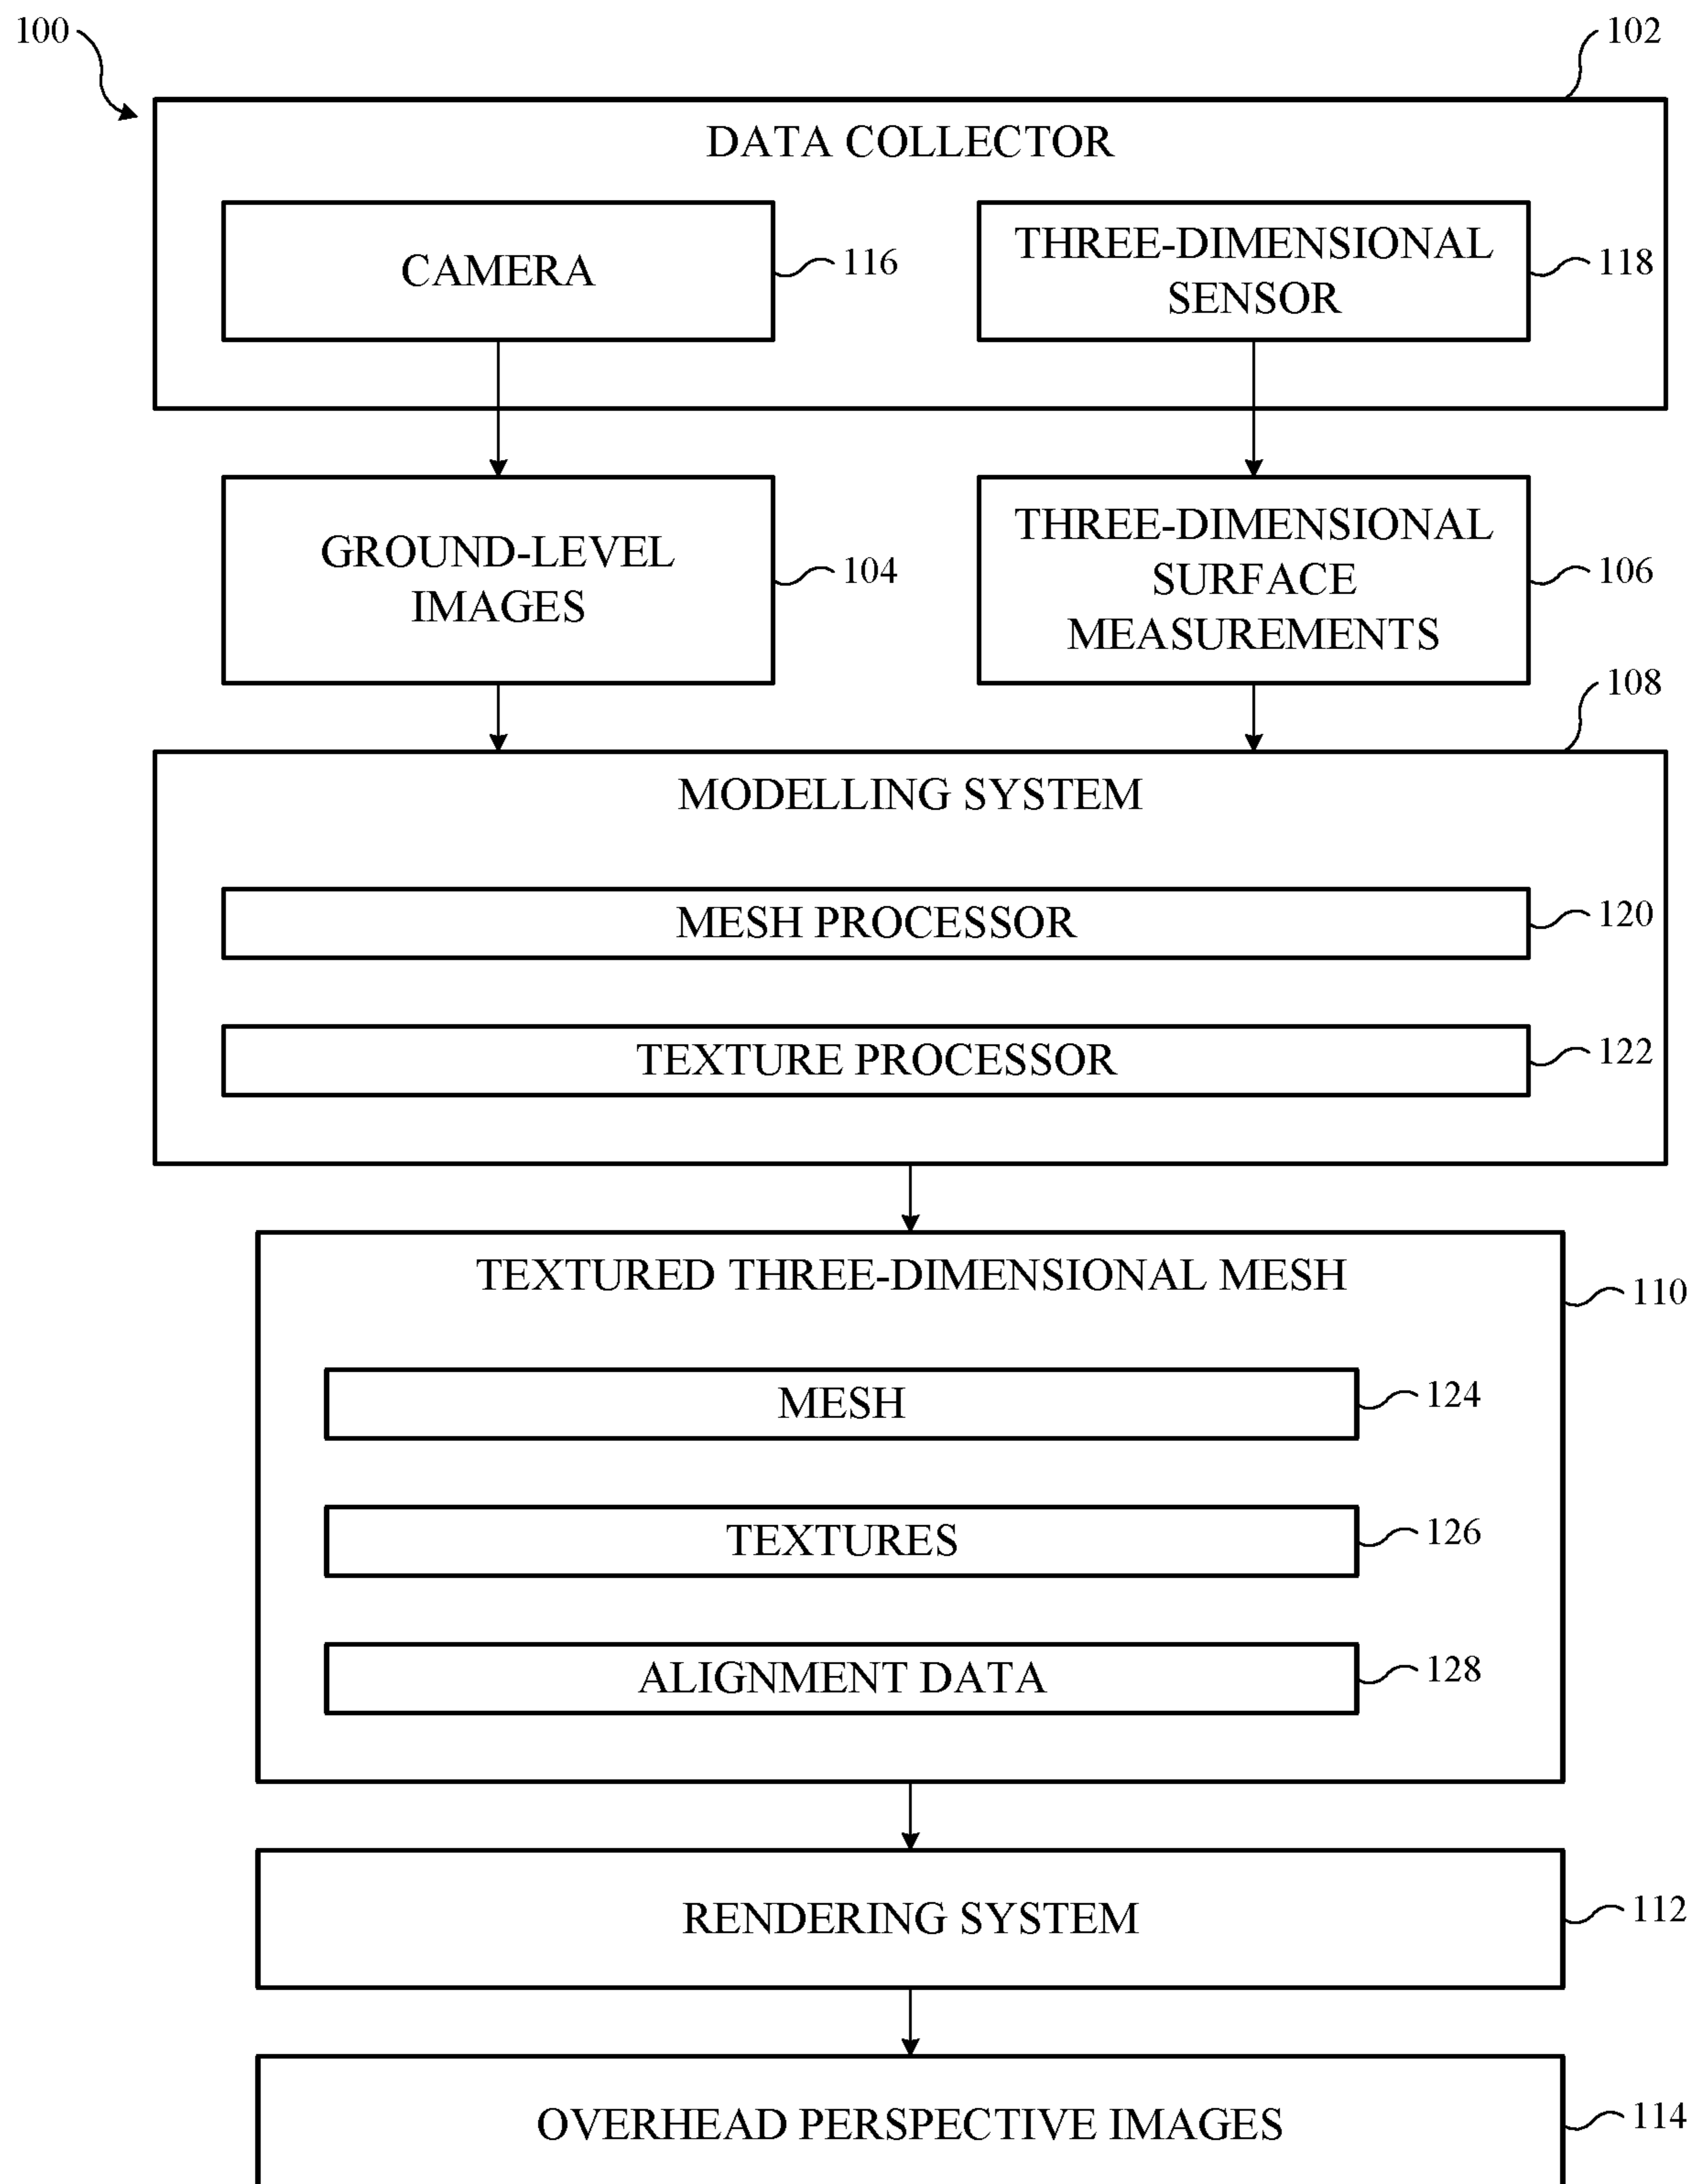 100
102
DATA COLLECTOR
CAMERA
116
THREE-DIMENSIONAL
SENSOR
118
GROUND-LEVEL
IMAGES
104
THREE-DIMENSIONAL
SURFACE
MEASUREMENTS
106
108
MODELLING SYSTEM
MESH PROCESSOR
120
TEXTURE PROCESSOR
122
TEXTURED THREE-DIMENSIONAL MESH
110
MESH
124
TEXTURES
126
ALIGNMENT DATA
128
RENDERING SYSTEM
112
OVERHEAD PERSPECTIVE IMAGES
114